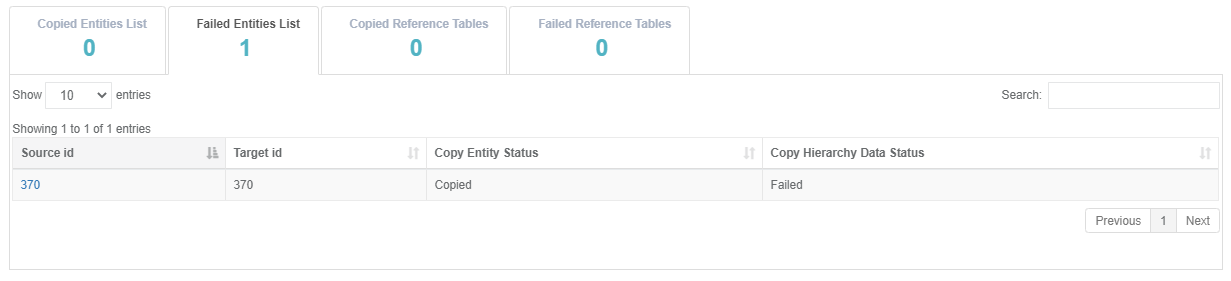 Copied Entities List Failed Entities List Copied Reference Tables Failed Reference Tables
0 1 0 0
Show 10 entries Search:
Showing 1 to 1 of 1 entries
Source id Target id Copy Entity Status Copy Hierarchy Data Status
370 370 Copied Failed
Previous 1 Next